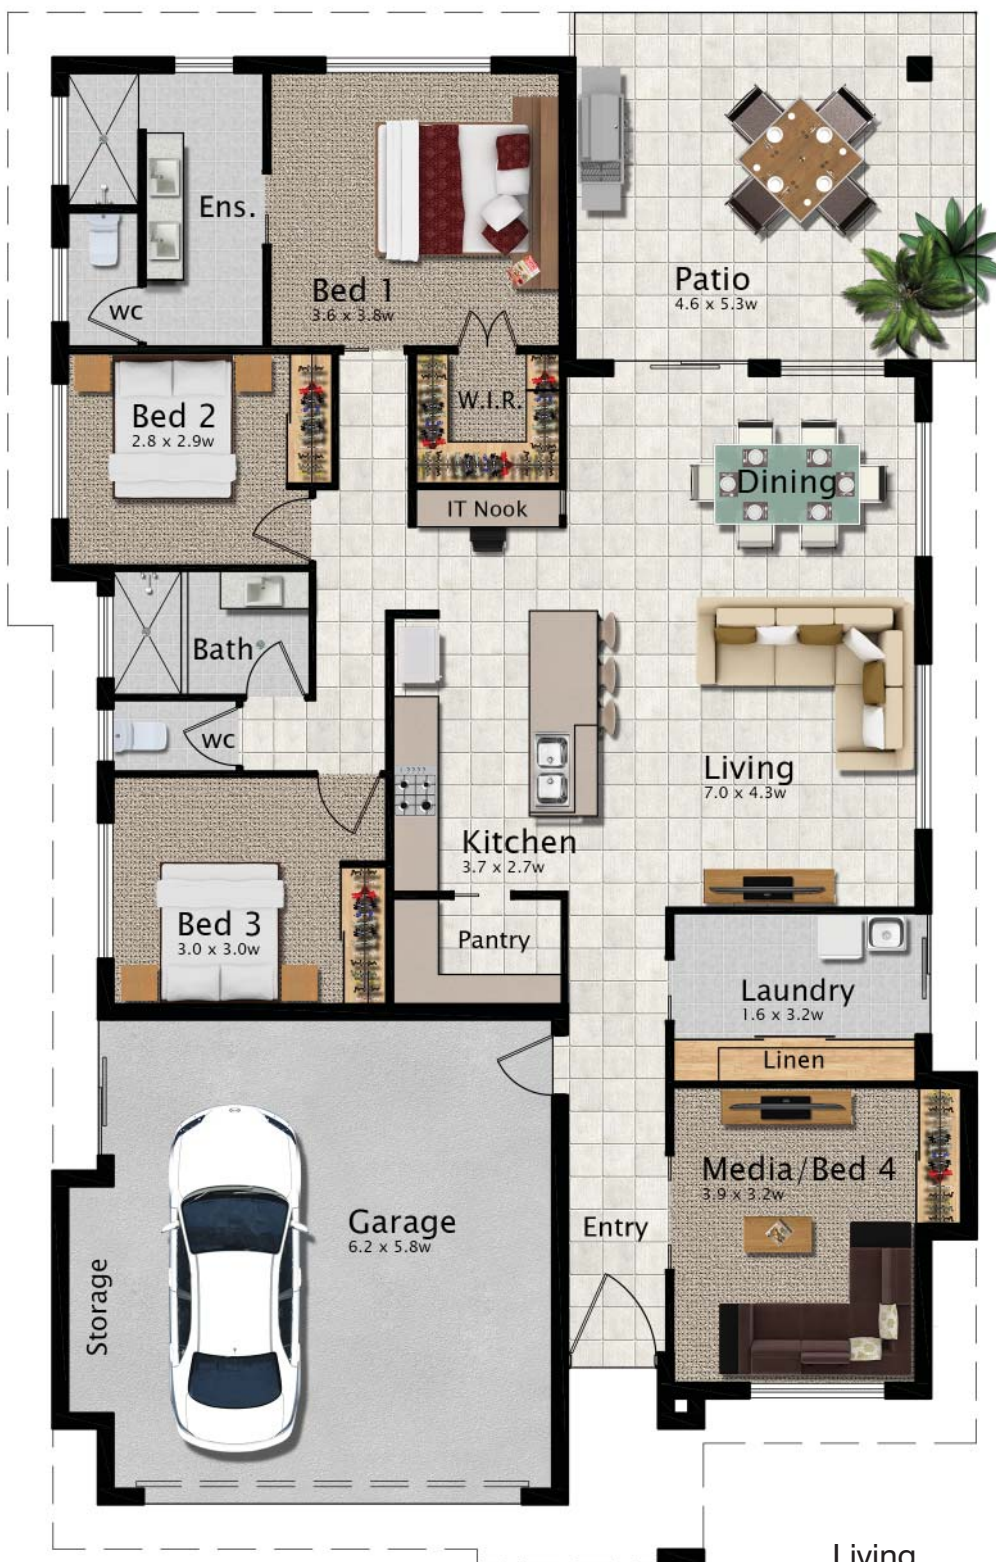 Ens.
Bed 1
3.6 x 3.8w
Patio
4.6 x 5.3w
WC
Bed 2
2.8 x 2.9w
W.I.R.
IT Nook
Dining
Bath
WC
Living
7.0 x 4.3w
Kitchen
3.7 x 2.7w
Bed 3
3.0 x 3.0w
Pantry
Laundry
1.6 x 3.2w
Linen
Media/Bed 4
3.9 x 3.2w
Garage
6.2 x 5.8w
Entry
Storage
Living